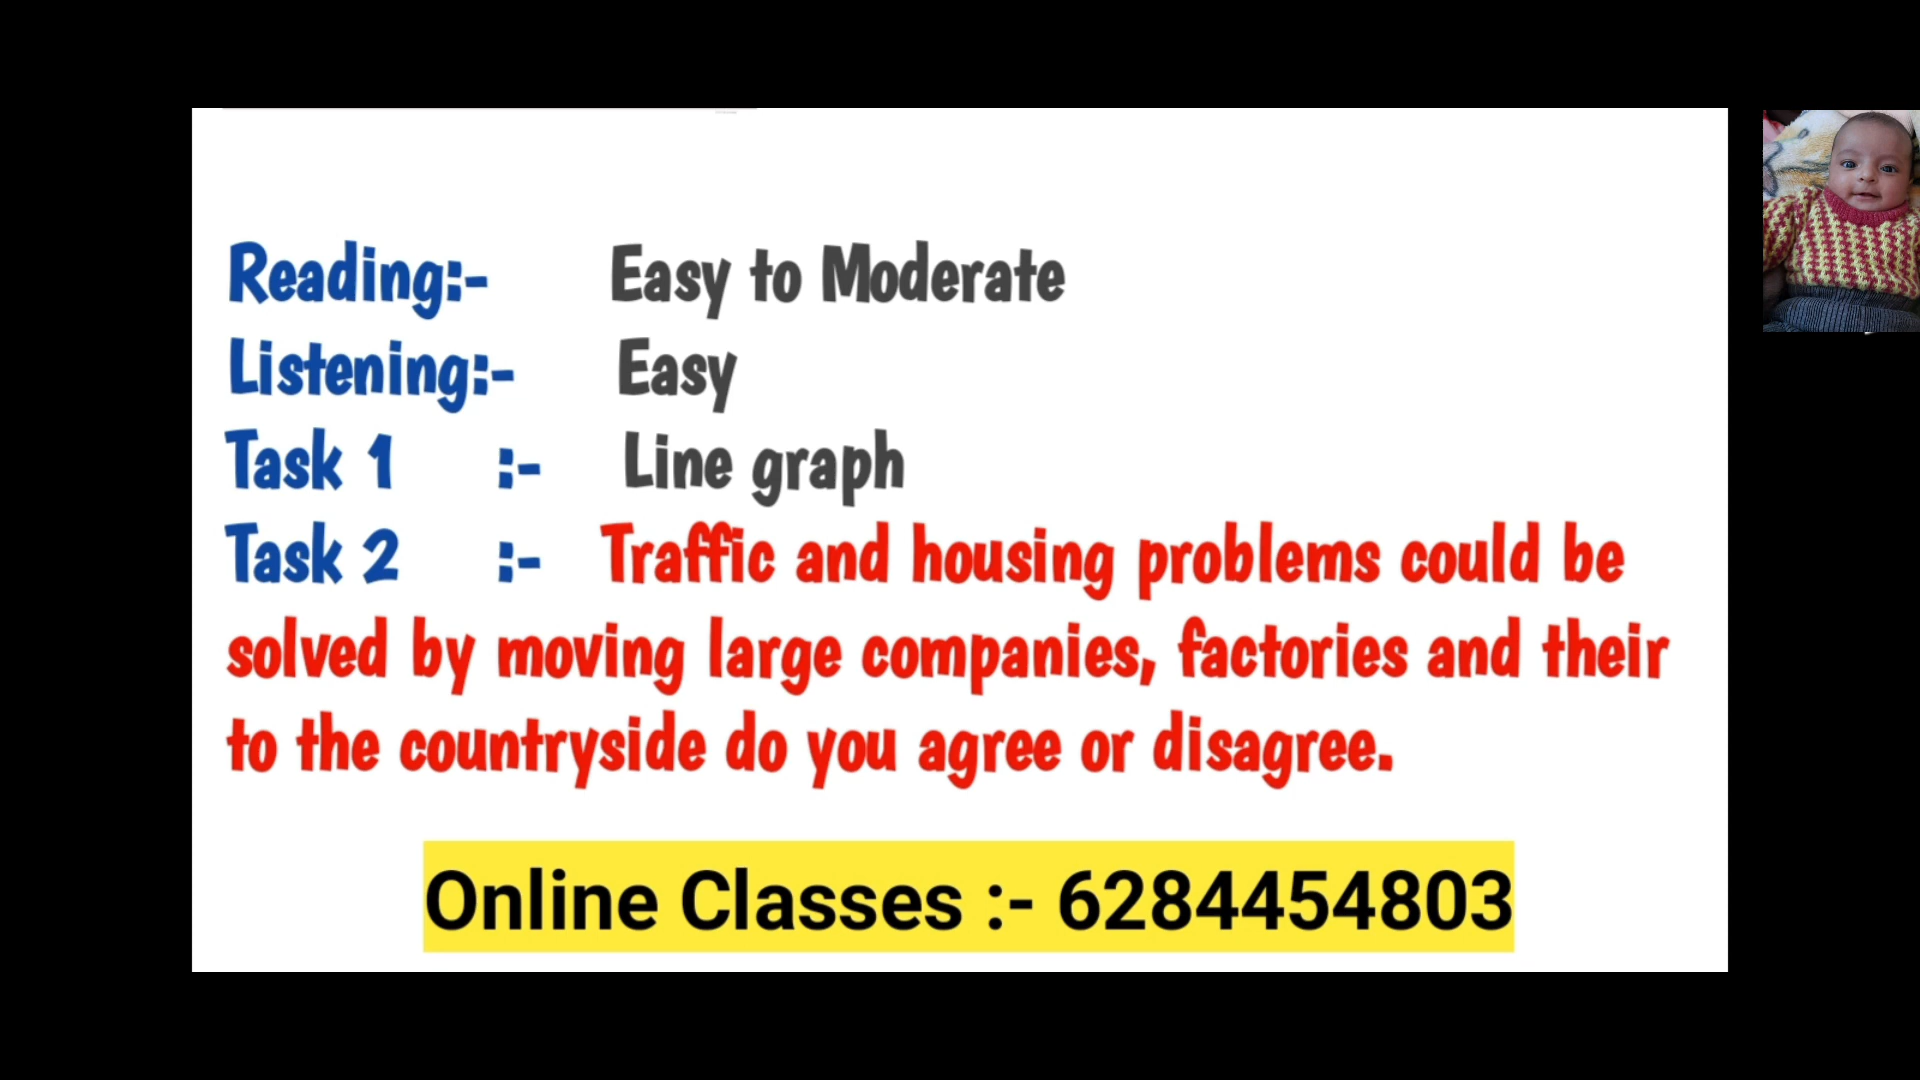 Reading:- Easy to Moderate
Listening:- Easy
Task 1 :- Line graph
Task 2 :- Traffic and housing problems could be
solved by moving large companies, factories and their
to the countryside do you agree or disagree.
Online Classes :- 6284454803